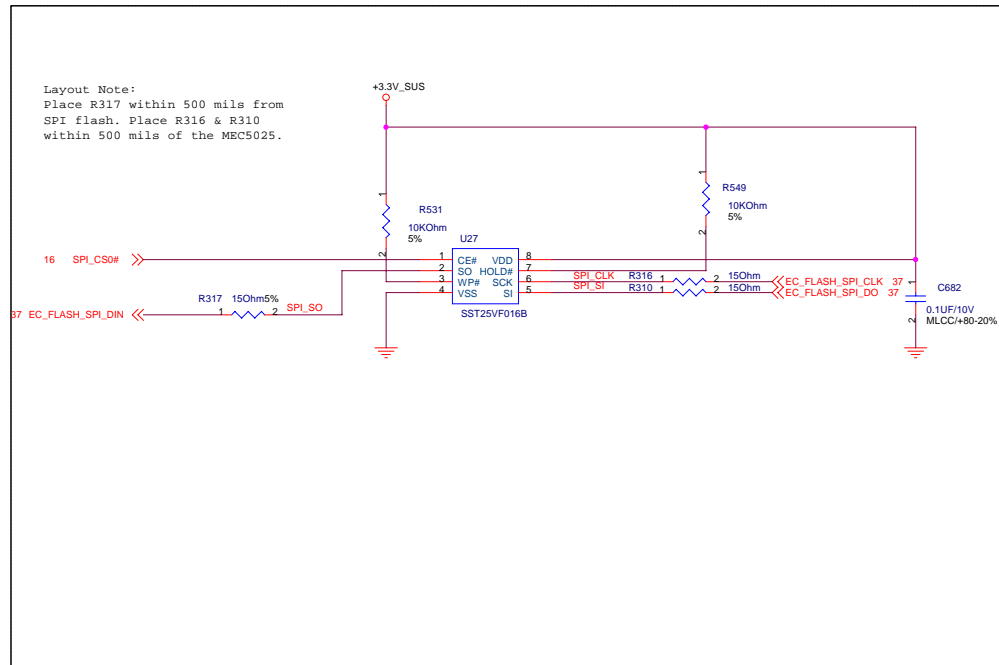 Layout Note:
Place R317 within 500 mils from
SPI flash. Place R316 & R310
within 500 mils of the MEC5025.
+3.3V_SUS
1
R531
10KOhm
5%
2
1
R549
10KOhm
5%
2
U27
16 SPI_CS0#
1 CE# VDD 8
2 SO HOLD# 7
3 WP# SCK 6
4 VSS SI 5
SST25VF016B
SPI_CLK R316 1 2 15Ohm EC_FLASH_SPI_CLK 37
SPI_SI R310 1 2 15Ohm EC_FLASH_SPI_DO 37
R317 15Ohm 5%
37 EC_FLASH_SPI_DIN 1 2 SPI_SO
1
C682
0.1UF/10V
MLCC/+80-20%
2